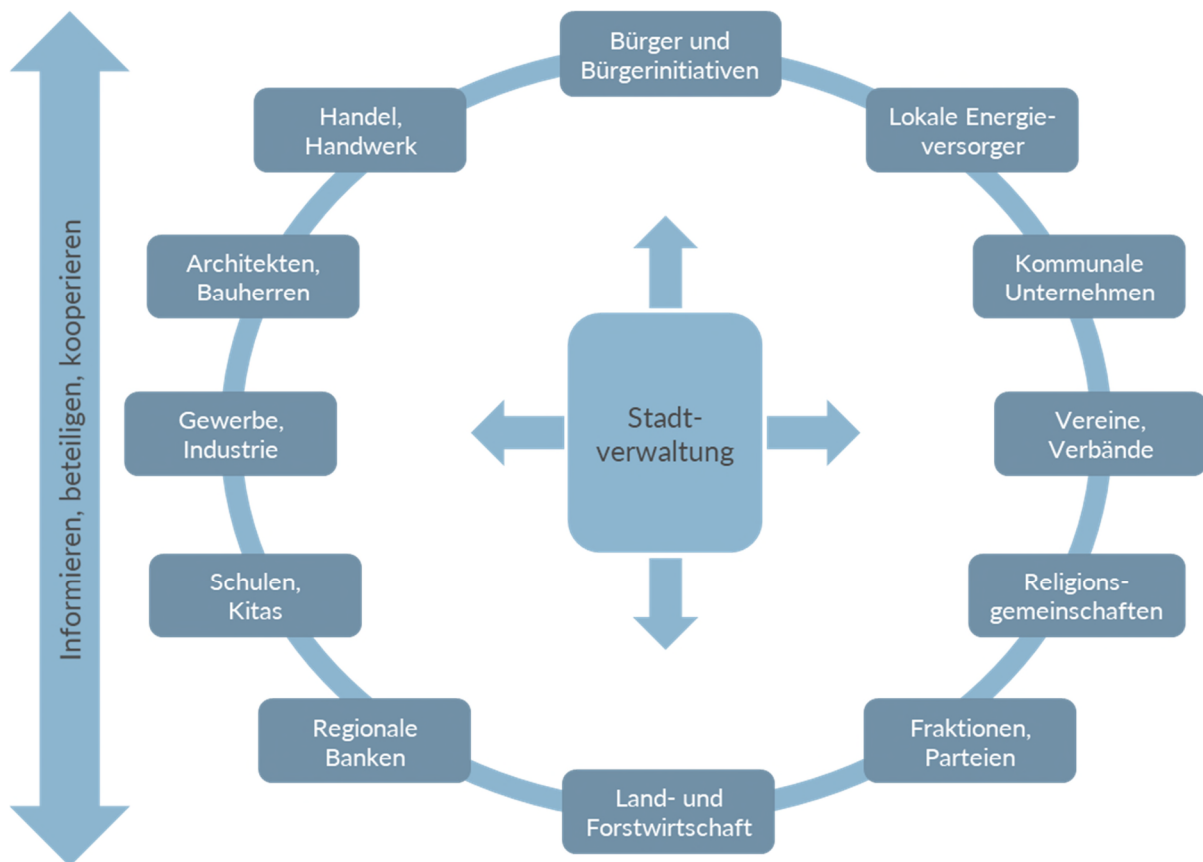 Bürger und
Bürgerinitiativen
Handel,
Handwerk
Lokale Energie-
versorger
Architekten,
Bauherren
Kommunale
Unternehmen
Informieren, beteiligen, kooperieren
Gewerbe,
Industrie
Stadt-
verwaltung
Vereine,
Verbände
Schulen,
Kitas
Religions-
gemeinschaften
Regionale
Banken
Fraktionen,
Parteien
Land- und
Forstwirtschaft